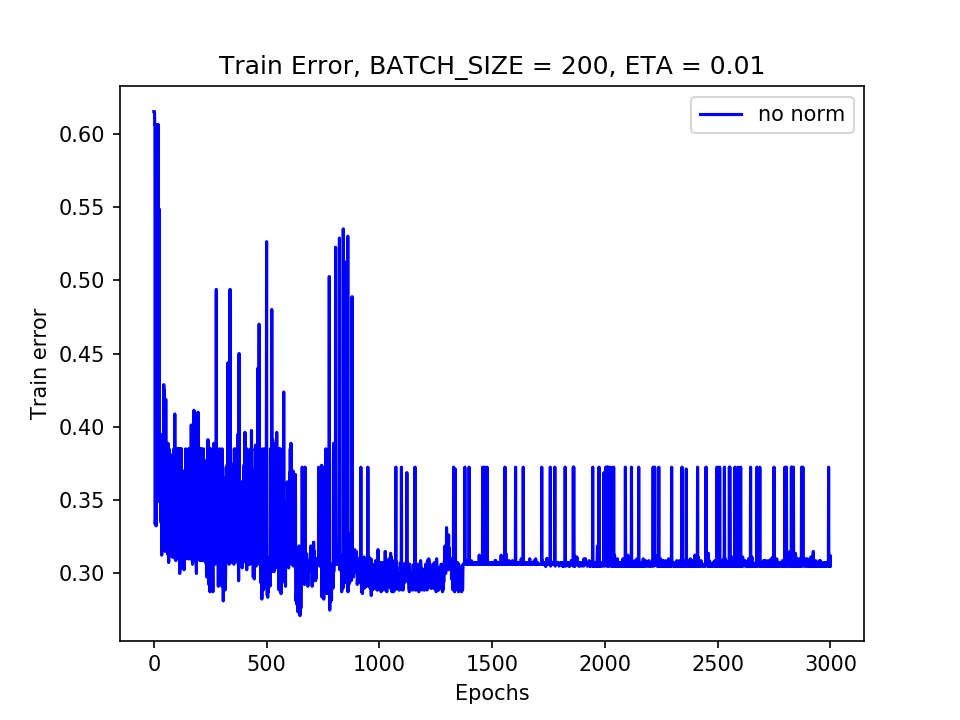 Train Error, BATCH_SIZE = 200, ETA = 0.01
no norm
0.60
0.55
0.50
0.45
0.40
0.35
0.30
Train error
0 500 1000 1500 2000 2500 3000
Epochs